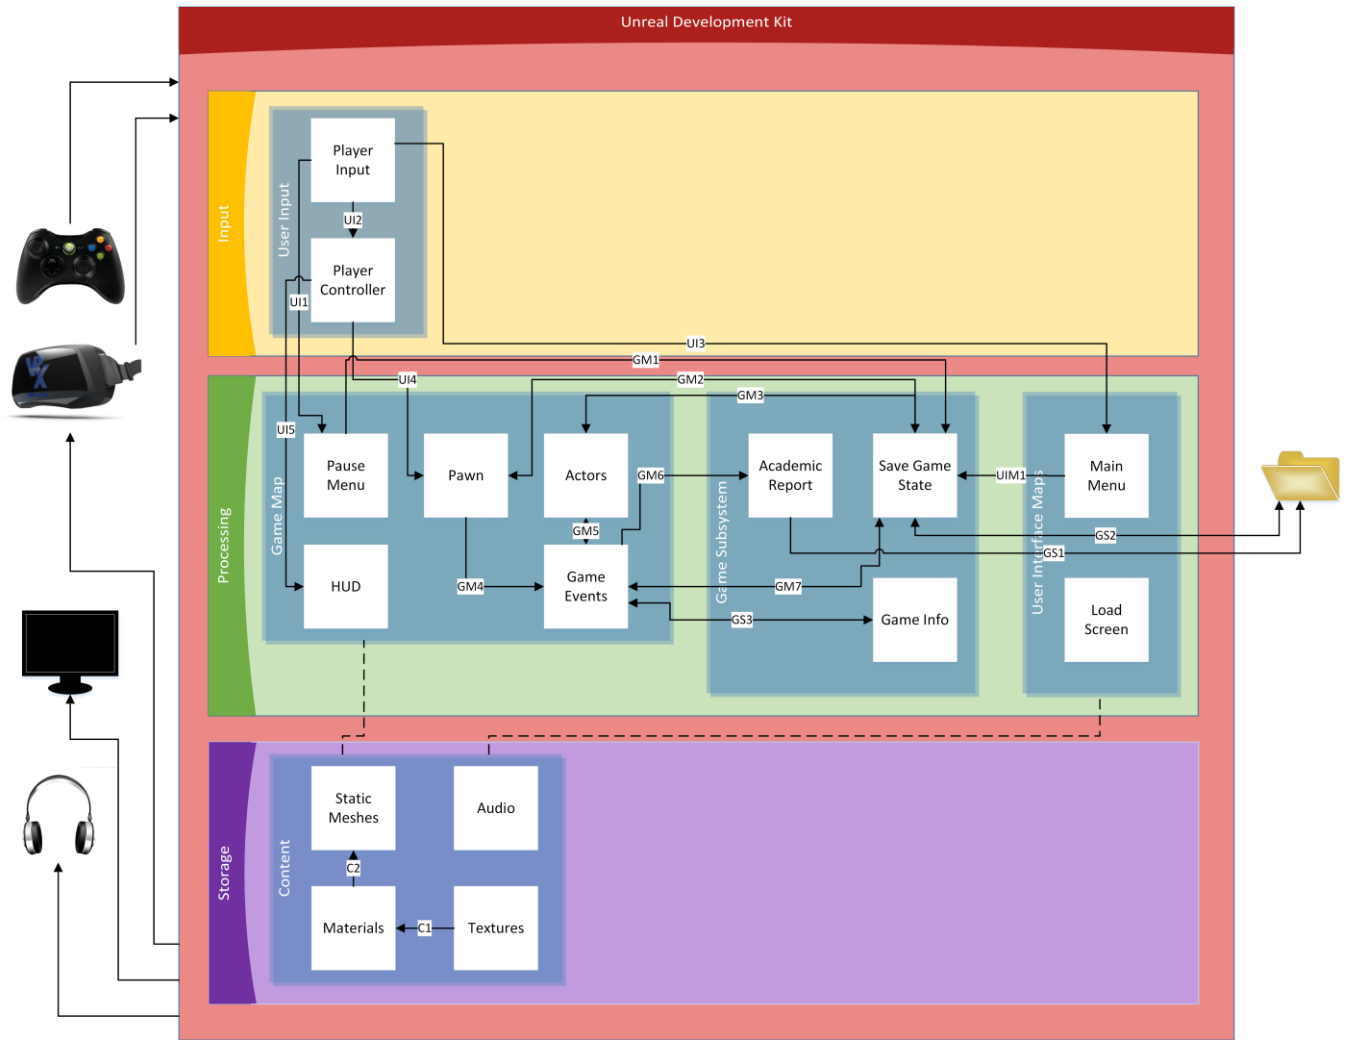 Unreal Development Kit
Input
User Input
Player
Input
UI2
Player
Controller
UI1
UI3
GM1
UI4
GM2
GM3
UI5
Processing
Game Map
Pause
Menu
Pawn
Actors
GM6
Game Subsystem
Academic
Report
Save Game
State
UIM1
User Interface Maps
Main
Menu
GM5
GS2
GS1
HUD
GM4
Game
Events
GM7
GS3
Game Info
Load
Screen
Storage
Content
Static
Meshes
Audio
C2
Materials
C1
Textures